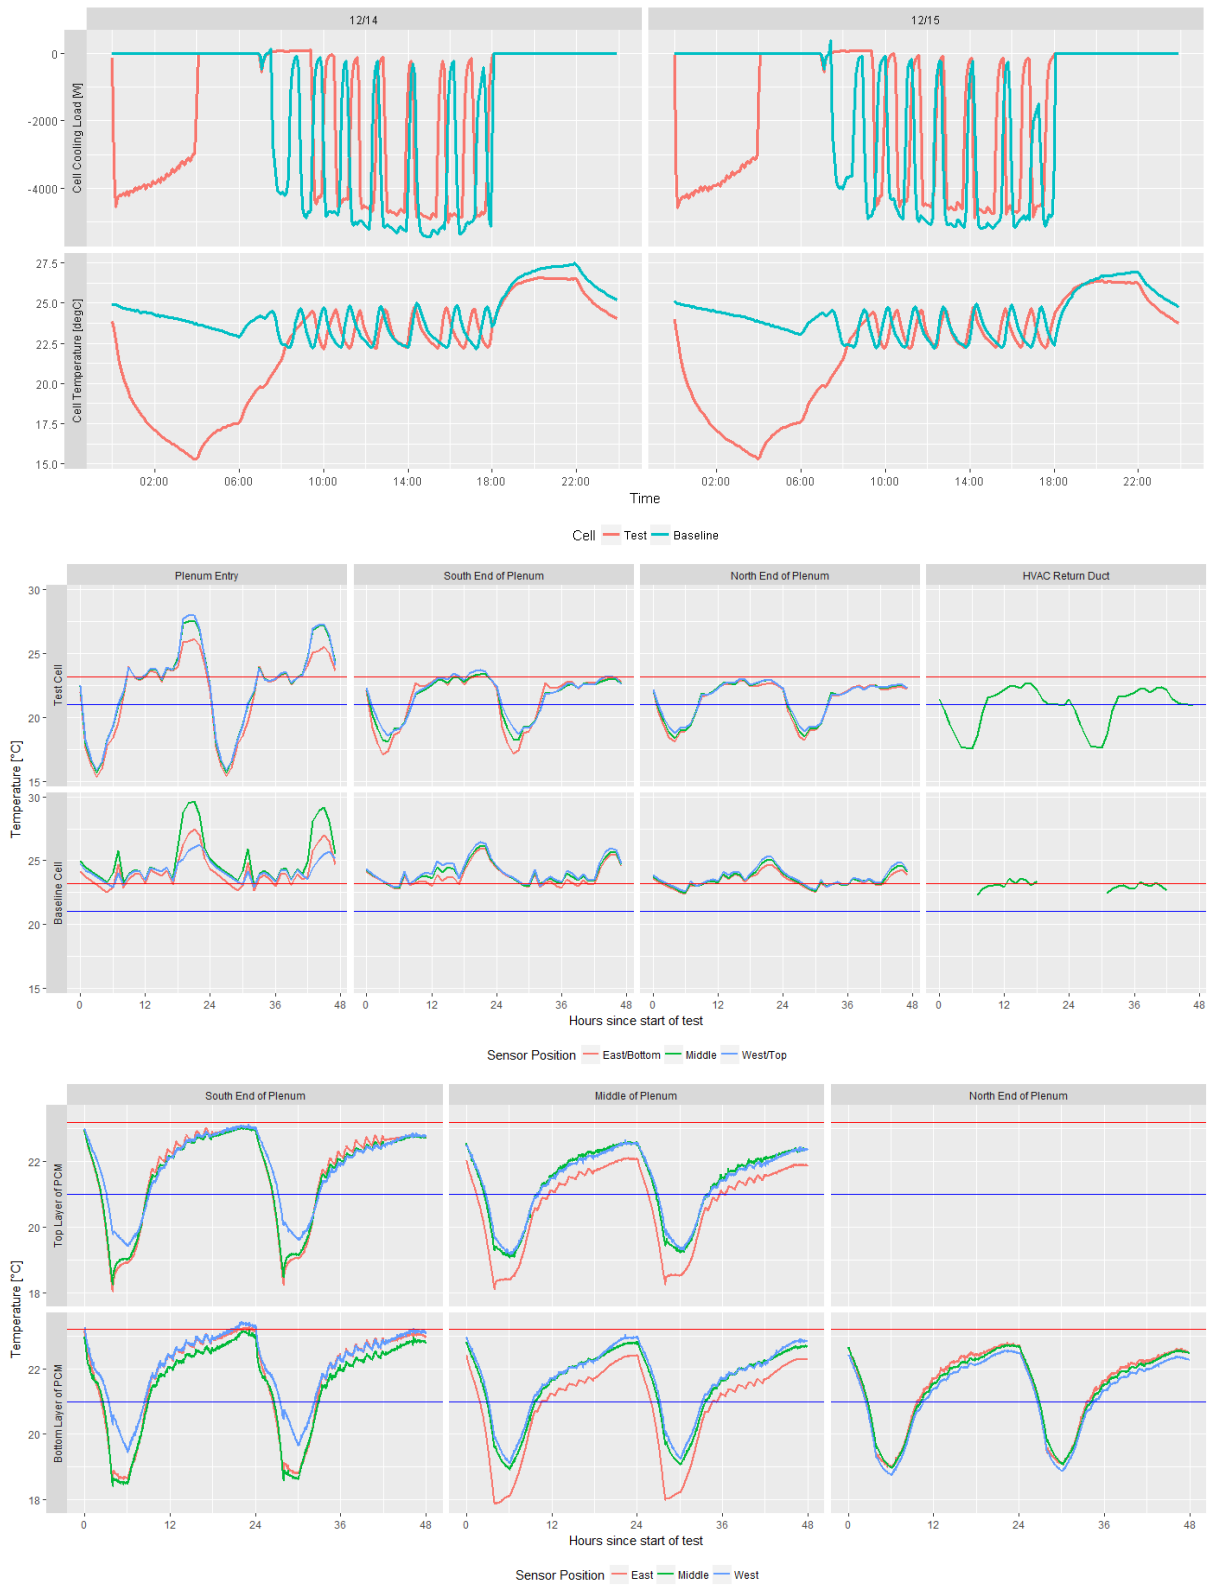 12/14 12/15
0
-2000
-4000
Cell Cooling Load [W]
27.5
25.0
22.5
20.0
17.5
15.0
Cell Temperature [degC]
02:00 06:00 10:00 14:00 18:00 22:00 02:00 06:00 10:00 14:00 18:00 22:00
Time
Cell Test Baseline
Plenum Entry South End of Plenum North End of Plenum HVAC Return Duct
30
25
20
15
Test Cell
Temperature [°C]
30
25
20
15
Baseline Cell
0 12 24 36 48 0 12 24 36 48 0 12 24 36 48 0 12 24 36 48
Hours since start of test
Sensor Position East/Bottom Middle West/Top
South End of Plenum Middle of Plenum North End of Plenum
22
20
18
Top Layer of PCM
Temperature [°C]
22
20
18
Bottom Layer of PCM
0 12 24 36 48 0 12 24 36 48 0 12 24 36 48
Hours since start of test
Sensor Position East Middle West